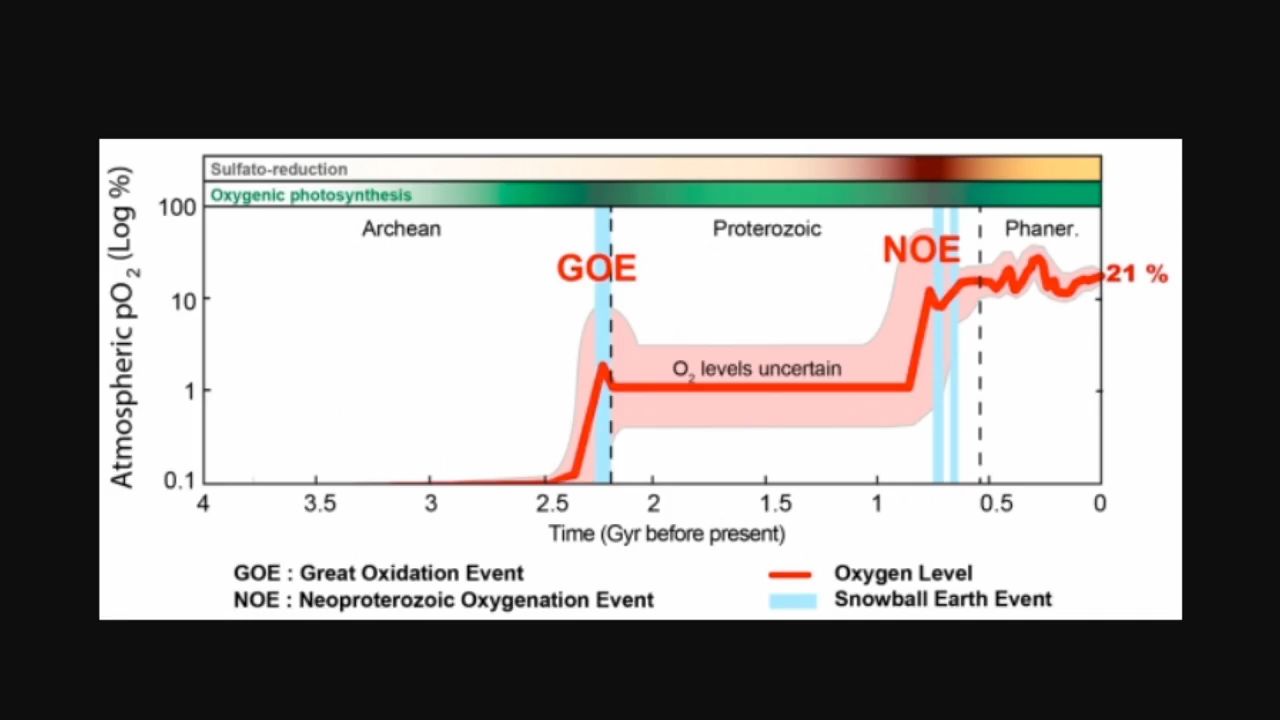 Sulfato-reduction
Oxygenic photosynthesis
Atmospheric pO2 (Log %)
100
10
1
0.1
Archean
Proterozoic
Phaner.
GOE
NOE
21 %
O2 levels uncertain
4 3.5 3 2.5 2 1.5 1 0.5 0
Time (Gyr before present)
GOE : Great Oxidation Event
NOE : Neoproterozoic Oxygenation Event
Oxygen Level
Snowball Earth Event